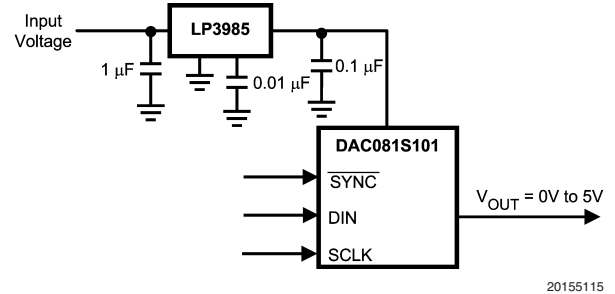 Input
Voltage
LP3985
1 μF
0.01 μF
0.1 μF
DAC081S101
SYNC
DIN
SCLK
VOUT = 0V to 5V
20155115